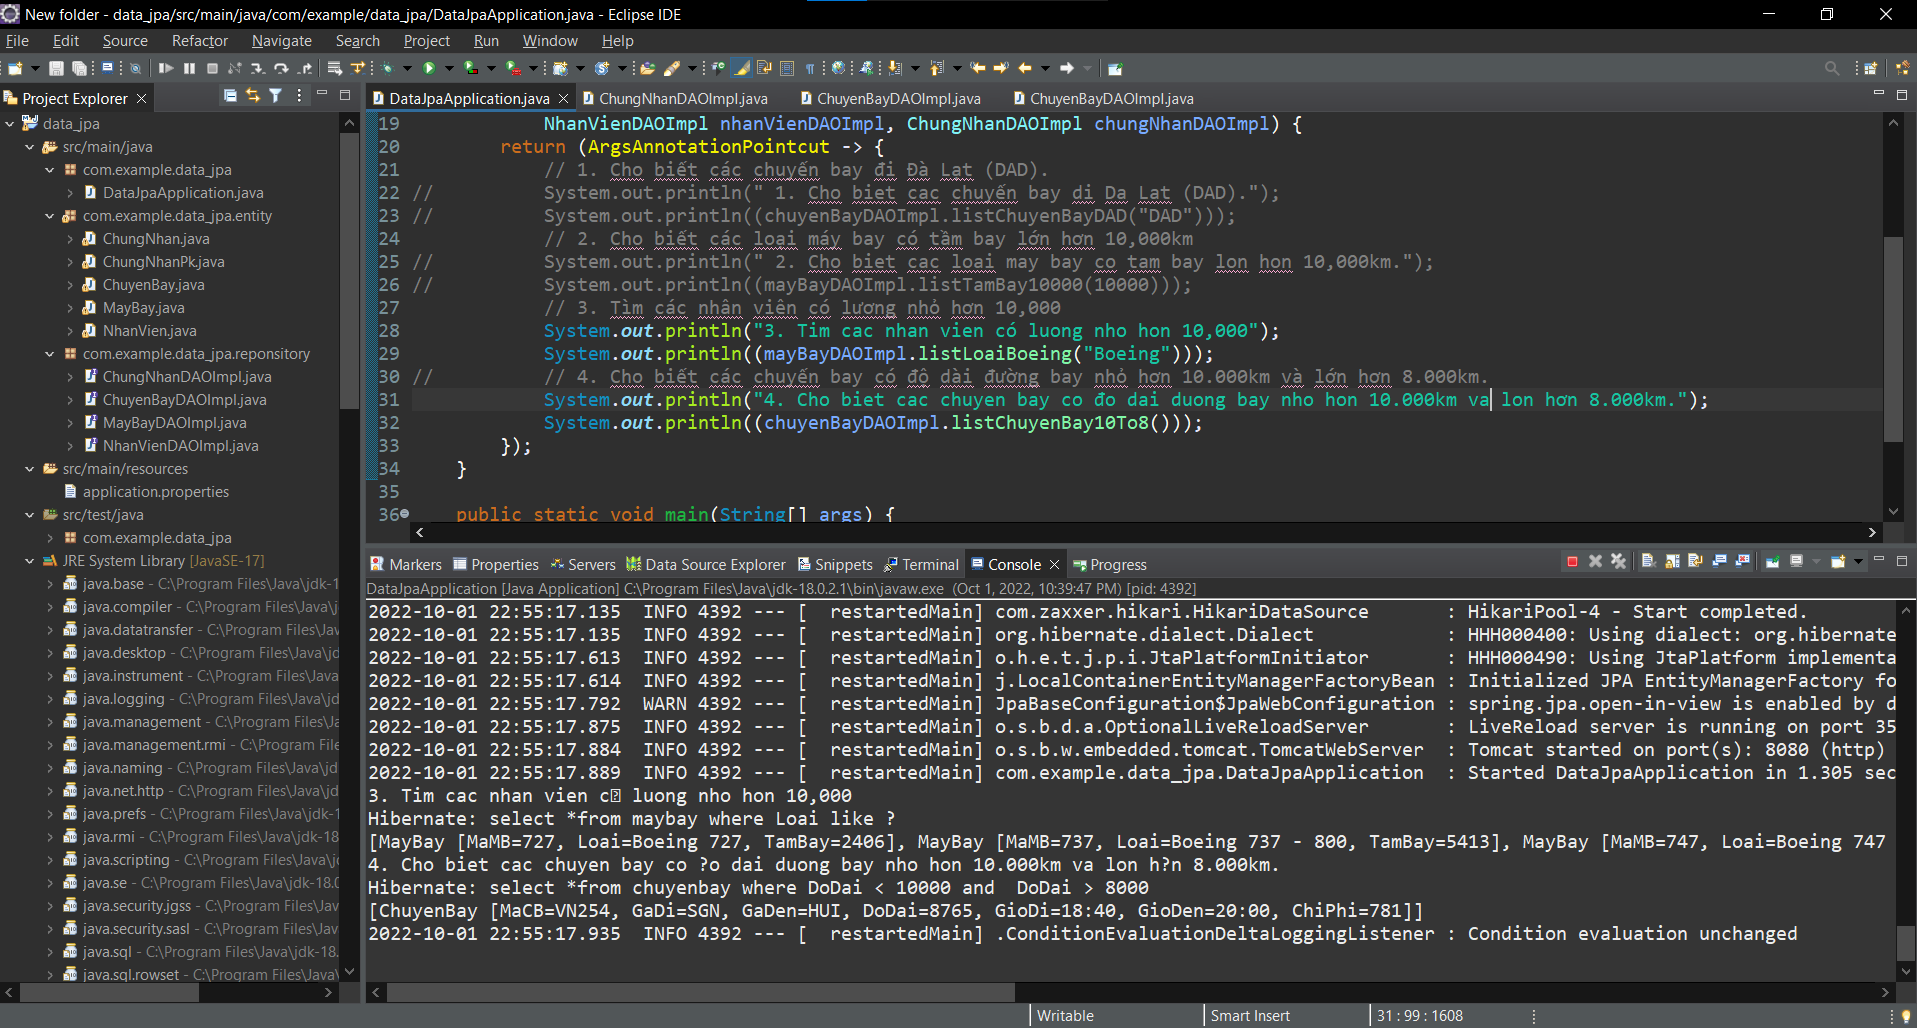 New folder - data_jpa/src/main/java/com/example/data_jpa/DataJpaApplication.java - Eclipse IDE
File Edit Source Refactor Navigate Search Project Run Window Help
Project Explorer
data_jpa
src/main/java
com.example.data_jpa
DataJpaApplication.java
com.example.data_jpa.entity
ChungNhan.java
ChungNhanPk.java
ChuyenBay.java
MayBay.java
NhanVien.java
com.example.data_jpa.reponsitory
ChungNhanDAOImpl.java
ChuyenBayDAOImpl.java
MayBayDAOImpl.java
NhanVienDAOImpl.java
src/main/resources
application.properties
src/test/java
com.example.data_jpa
JRE System Library [JavaSE-17]
java.base - C:\Program Files\Java\jdk-1
java.compiler - C:\Program Files\Java\j
java.datatransfer - C:\Program Files\Jav
java.desktop - C:\Program Files\Java\jd
java.instrument - C:\Program Files\Java
java.logging - C:\Program Files\Java\jd
java.management - C:\Program Files\Ja
java.management.rmi - C:\Program File
java.naming - C:\Program Files\Java\jd
java.net.http - C:\Program Files\Java\jd
java.prefs - C:\Program Files\Java\jdk-1
java.rmi - C:\Program Files\Java\jdk-18
java.scripting - C:\Program Files\Java\j
java.se - C:\Program Files\Java\jdk-18.0
java.security.jgss - C:\Program Files\Jav
java.security.sasl - C:\Program Files\Jav
java.sql - C:\Program Files\Java\jdk-18.
java.sql.rowset - C:\Program Files\Java\
DataJpaApplication.java ChungNhanDAOImpl.java ChuyenBayDAOImpl.java ChuyenBayDAOImpl.java
19 NhanVienDAOImpl nhanVienDAOImpl, ChungNhanDAOImpl chungNhanDAOImpl) {
20 return (ArgsAnnotationPointcut -> {
21 // 1. Cho biết các chuyến bay đi Đà Lạt (DAD).
22 // System.out.println(" 1. Cho biet cac chuyến bay di Da Lat (DAD).");
23 // System.out.println((chuyenBayDAOImpl.listChuyenBayDAD("DAD")));
24 // 2. Cho biết các loại máy bay có tầm bay lớn hơn 10,000km
25 // System.out.println(" 2. Cho biet cac loai may bay co tam bay lon hon 10,000km.");
26 // System.out.println((mayBayDAOImpl.listTamBay10000(10000)));
27 // 3. Tìm các nhân viên có lương nhỏ hơn 10,000
28 System.out.println("3. Tim cac nhan vien có luong nho hon 10,000");
29 System.out.println((mayBayDAOImpl.listLoaiBoeing("Boeing")));
30 // // 4. Cho biết các chuyến bay có độ dài đường bay nhỏ hơn 10.000km và lớn hơn 8.000km.
31 System.out.println("4. Cho biet cac chuyen bay co đo dai duong bay nho hon 10.000km va lon hơn 8.000km.");
32 System.out.println((chuyenBayDAOImpl.listChuyenBay10To8()));
33 });
34 }
35
36 public static void main(String[] args) {
Markers Properties Servers Data Source Explorer Snippets Terminal Console Progress
DataJpaApplication [Java Application] C:\Program Files\Java\jdk-18.0.2.1\bin\javaw.exe (Oct 1, 2022, 10:39:47 PM) [pid: 4392]
2022-10-01 22:55:17.135 INFO 4392 --- [ restartedMain] com.zaxxer.hikari.HikariDataSource : HikariPool-4 - Start completed.
2022-10-01 22:55:17.135 INFO 4392 --- [ restartedMain] org.hibernate.dialect.Dialect : HHH000400: Using dialect: org.hibernate
2022-10-01 22:55:17.613 INFO 4392 --- [ restartedMain] o.h.e.t.j.p.i.JtaPlatformInitiator : HHH000490: Using JtaPlatform implementa
2022-10-01 22:55:17.614 INFO 4392 --- [ restartedMain] j.LocalContainerEntityManagerFactoryBean : Initialized JPA EntityManagerFactory fo
2022-10-01 22:55:17.792 WARN 4392 --- [ restartedMain] JpaBaseConfiguration$JpaWebConfiguration : spring.jpa.open-in-view is enabled by d
2022-10-01 22:55:17.875 INFO 4392 --- [ restartedMain] o.s.b.d.a.OptionalLiveReloadServer : LiveReload server is running on port 35
2022-10-01 22:55:17.884 INFO 4392 --- [ restartedMain] o.s.b.w.embedded.tomcat.TomcatWebServer : Tomcat started on port(s): 8080 (http)
2022-10-01 22:55:17.889 INFO 4392 --- [ restartedMain] com.example.data_jpa.DataJpaApplication : Started DataJpaApplication in 1.305 sec
3. Tim cac nhan vien c� luong nho hon 10,000
Hibernate: select *from maybay where Loai like ?
[MayBay [MaMB=727, Loai=Boeing 727, TamBay=2406], MayBay [MaMB=737, Loai=Boeing 737 - 800, TamBay=5413], MayBay [MaMB=747, Loai=Boeing 747
4. Cho biet cac chuyen bay co ?o dai duong bay nho hon 10.000km va lon h?n 8.000km.
Hibernate: select *from chuyenbay where DoDai < 10000 and DoDai > 8000
[ChuyenBay [MaCB=VN254, GaDi=SGN, GaDen=HUI, DoDai=8765, GioDi=18:40, GioDen=20:00, ChiPhi=781]]
2022-10-01 22:55:17.935 INFO 4392 --- [ restartedMain] .ConditionEvaluationDeltaLoggingListener : Condition evaluation unchanged
Writable Smart Insert 31 : 99 : 1608